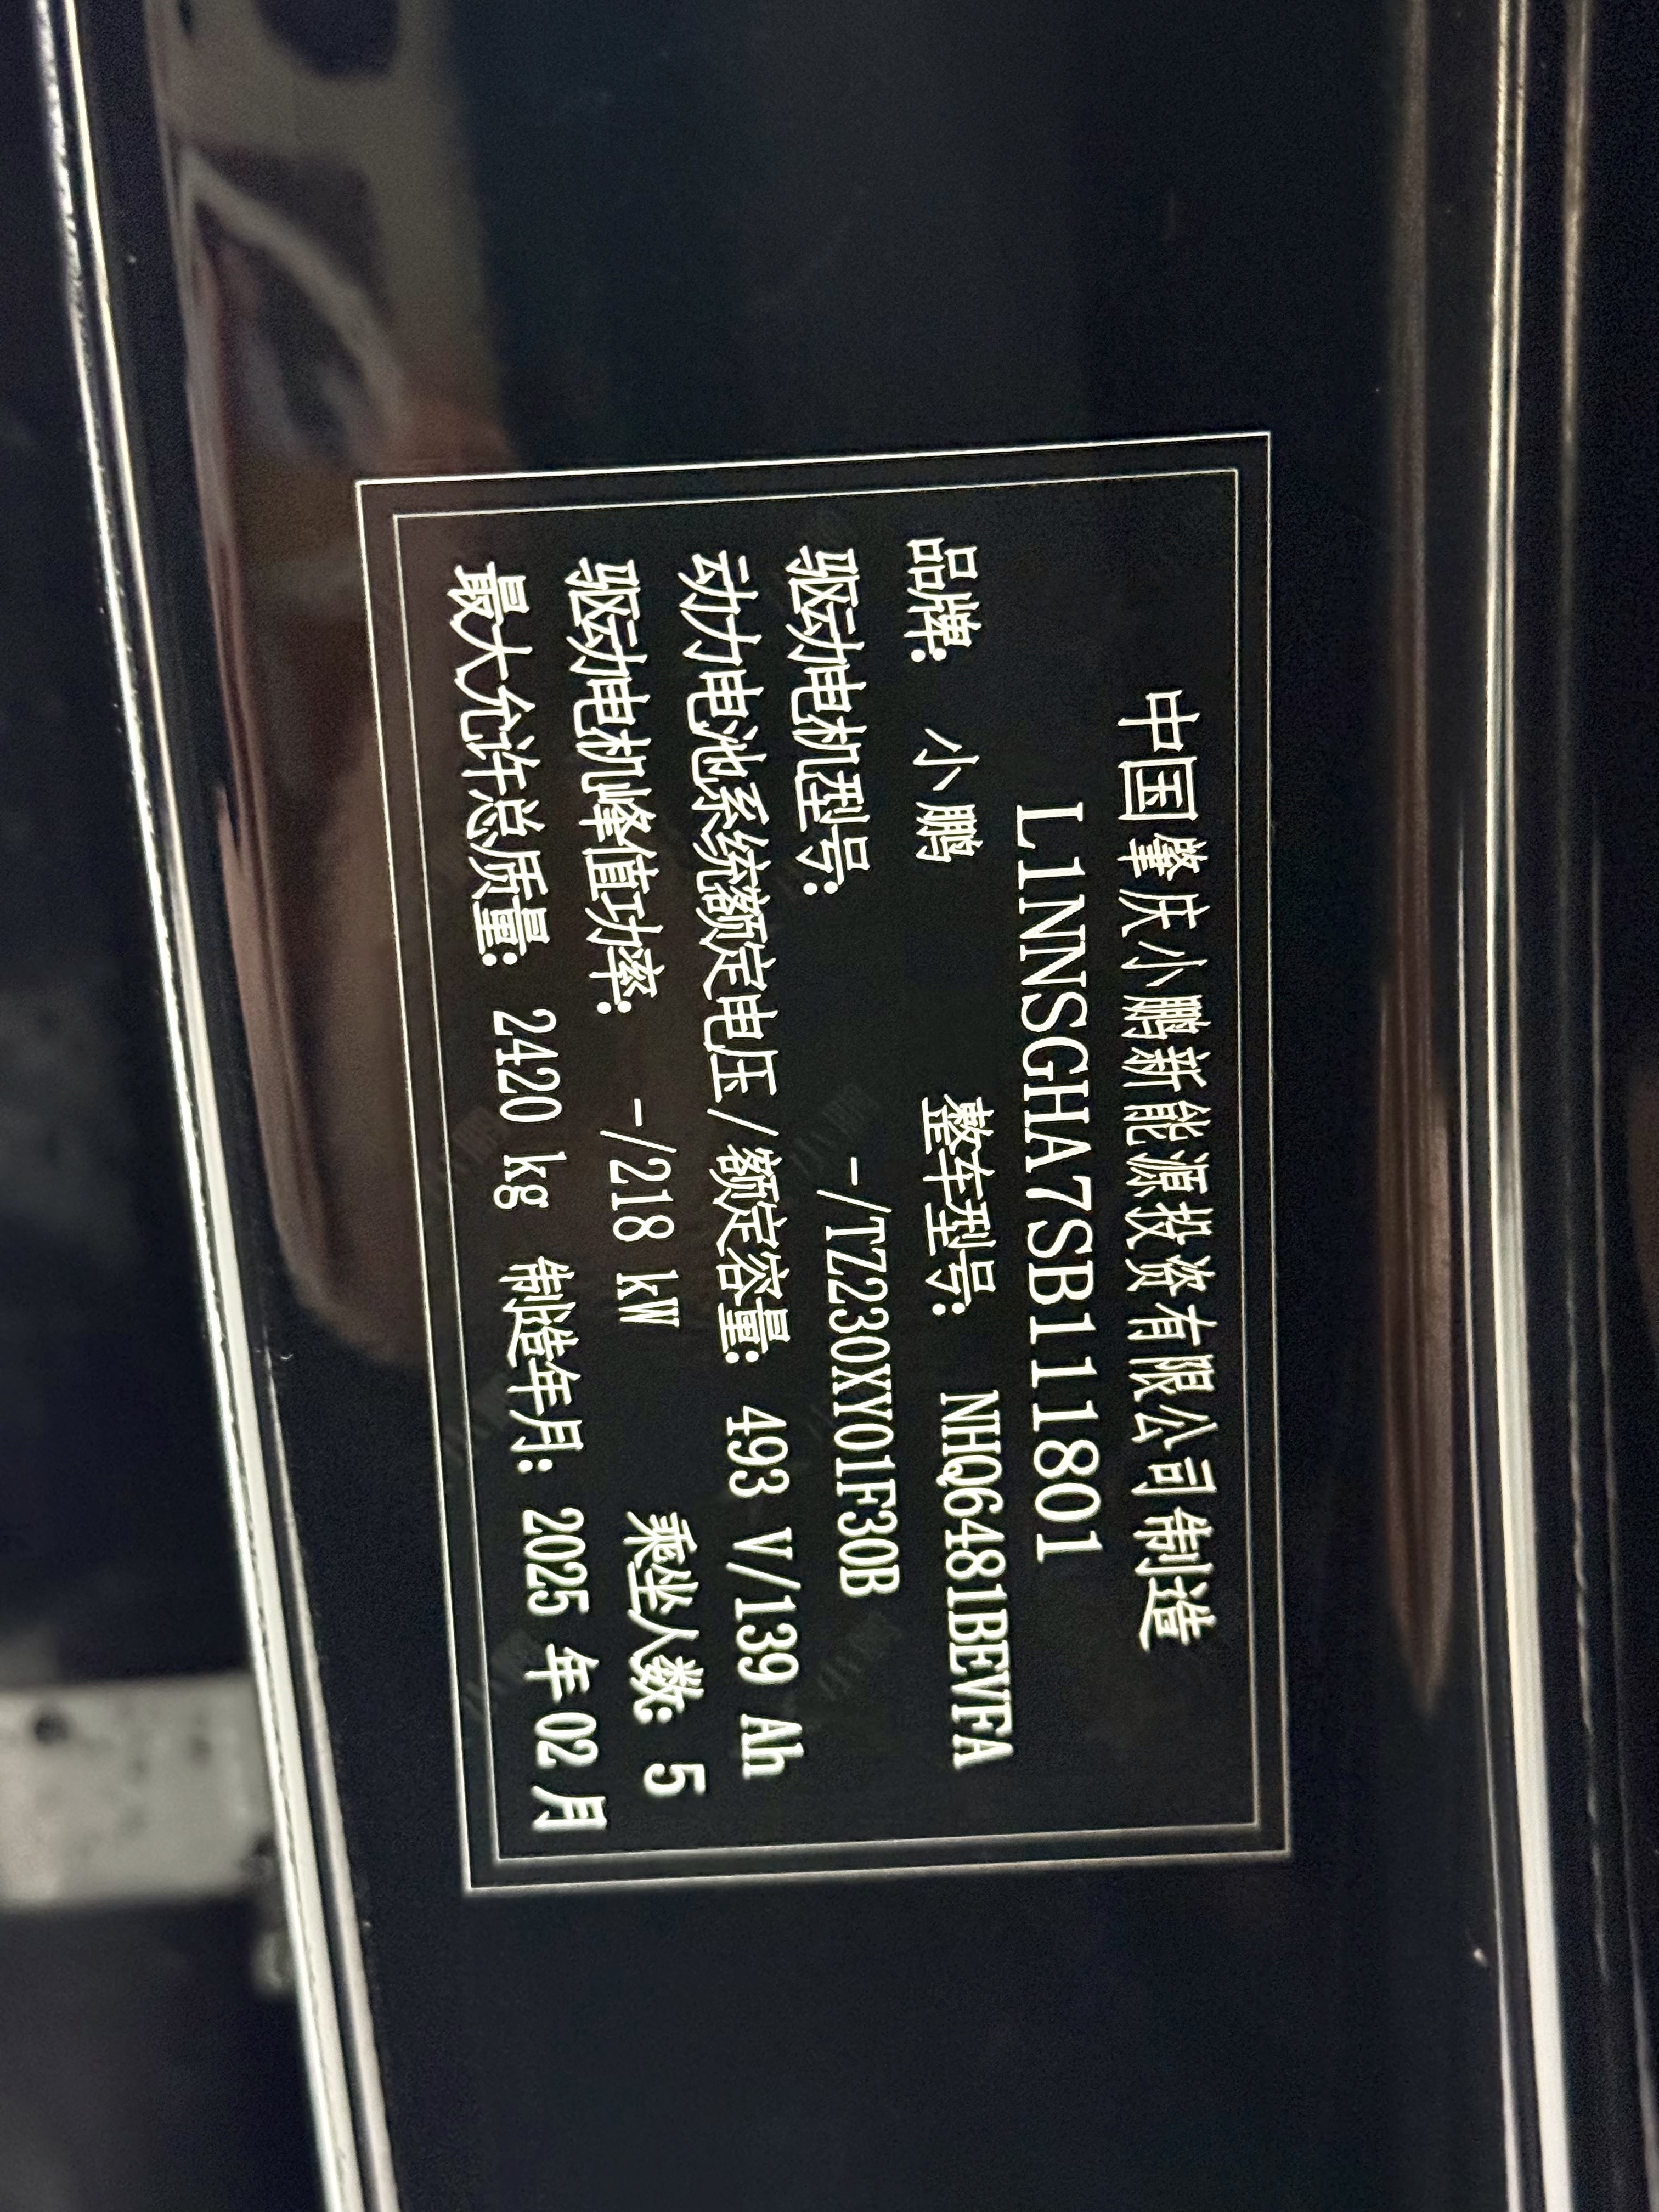 中国肇庆小鹏新能源投资有限公司制造
L1NNSGHA7SB111801
品牌: 小鹏 整车型号: NHQ6481BEVFA
驱动电机型号: -/TZ230XY01F30B
动力电池系统额定电压/额定容量: 493 V/139 Ah
驱动电机峰值功率: -/218 kW 乘坐人数: 5
最大允许总质量: 2420 kg 制造年月: 2025 年 02 月